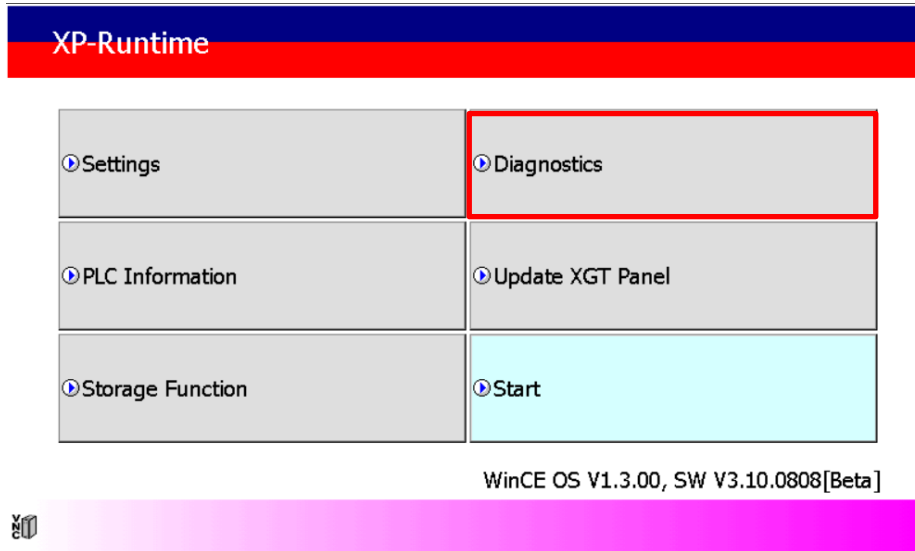 XP-Runtime
Settings
Diagnostics
PLC Information
Update XGT Panel
Storage Function
Start
WinCE OS V1.3.00, SW V3.10.0808[Beta]
VNC